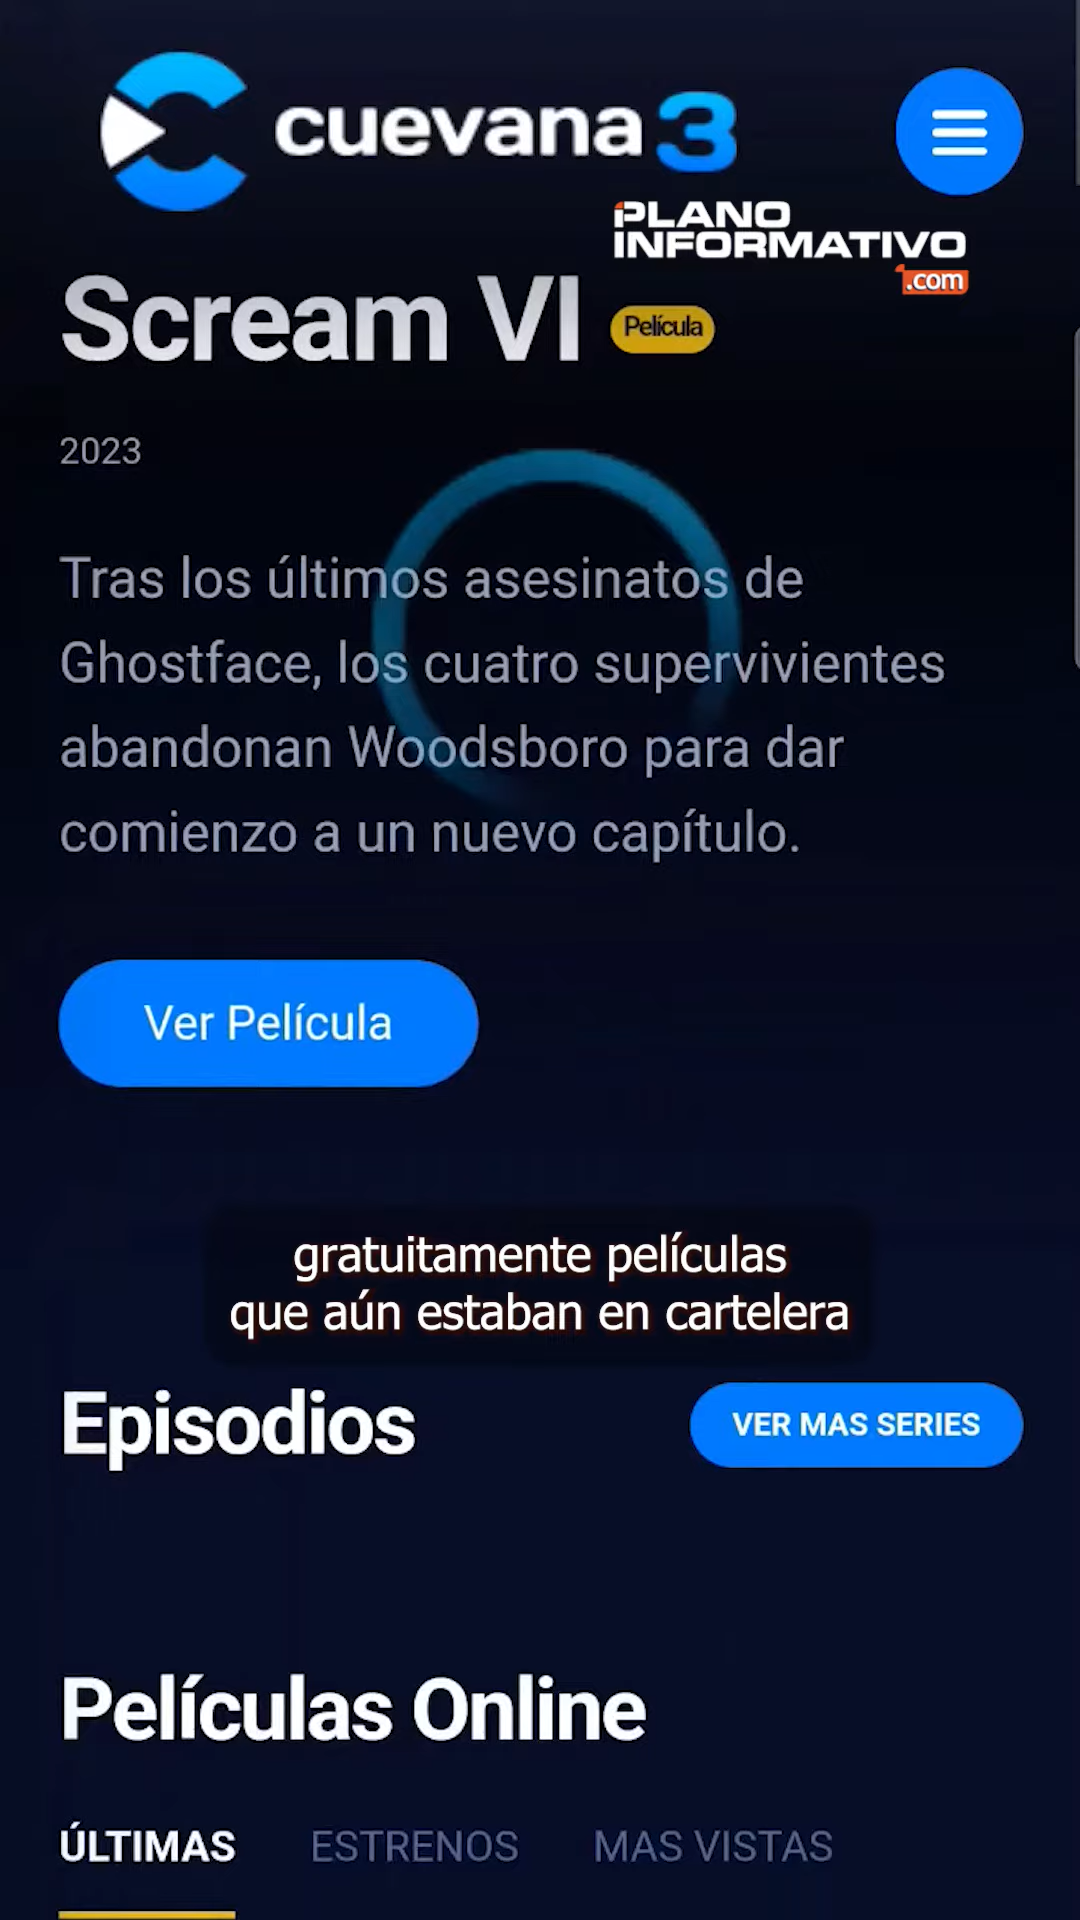 cuevana3
PLANO
INFORMATIVO
.com
Scream VI Película
2023
Tras los últimos asesinatos de
Ghostface, los cuatro supervivientes
abandonan Woodsboro para dar
comienzo a un nuevo capítulo.
Ver Película
gratuitamente películas
que aún estaban en cartelera
Episodios
VER MAS SERIES
Películas Online
ÚLTIMAS ESTRENOS MAS VISTAS